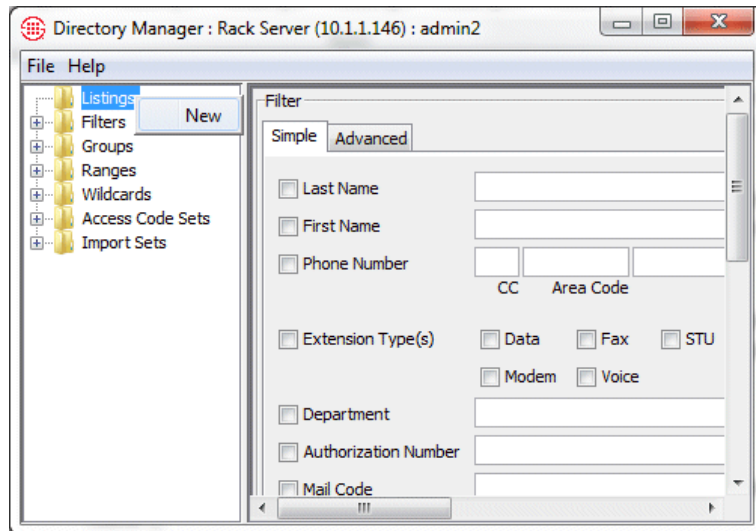 Directory Manager : Rack Server (10.1.1.146) : admin2
File Help
Listings
New
Filters
Groups
Ranges
Wildcards
Access Code Sets
Import Sets
Filter
Simple Advanced
Last Name
First Name
Phone Number
CC Area Code
Extension Type(s) Data Fax STU
Modem Voice
Department
Authorization Number
Mail Code